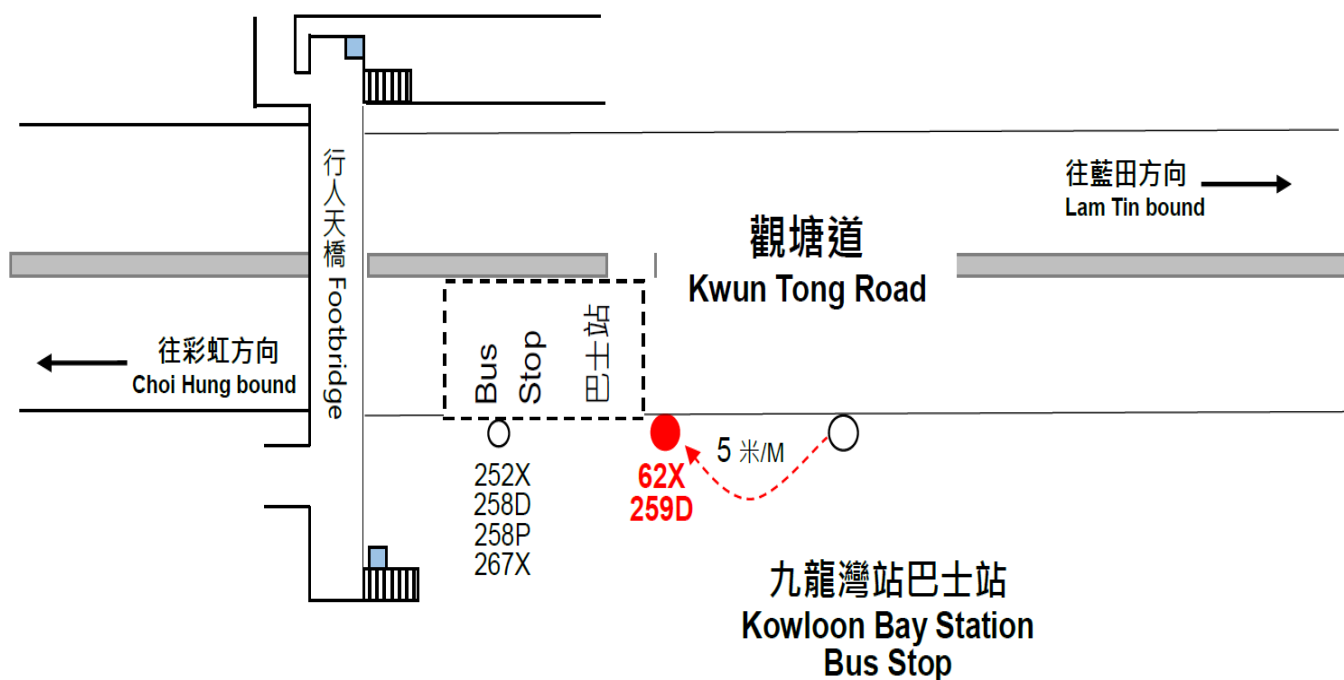 行人天橋 Footbridge
往藍田方向
Lam Tin bound
觀塘道
Kwun Tong Road
往彩虹方向
Choi Hung bound
Bus
Stop
巴士站
5 米/M
252X
258D
258P
267X
62X
259D
九龍灣站巴士站
Kowloon Bay Station
Bus Stop